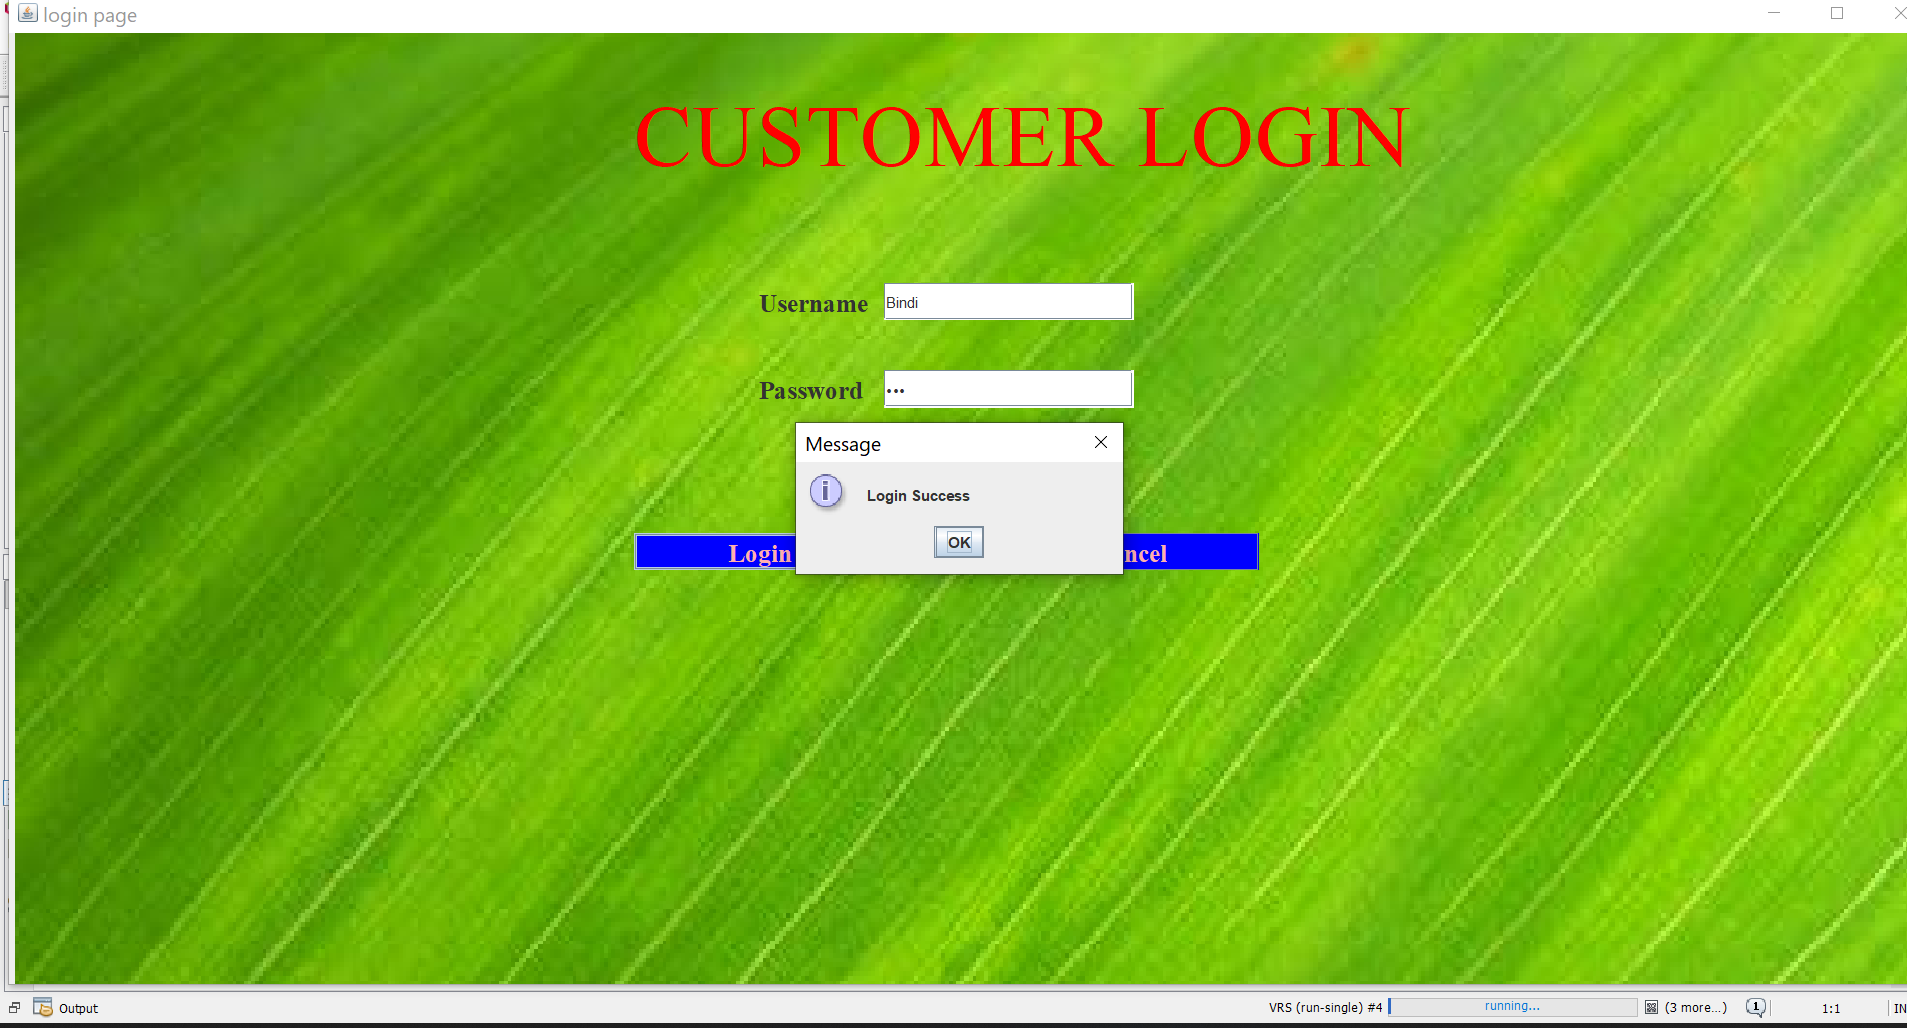 login page
CUSTOMER LOGIN
Username Bindi
Password •••
Message
Login Success
OK
Login ncel
Output VRS (run-single) #4 running... (3 more...) 1 1:1 IN